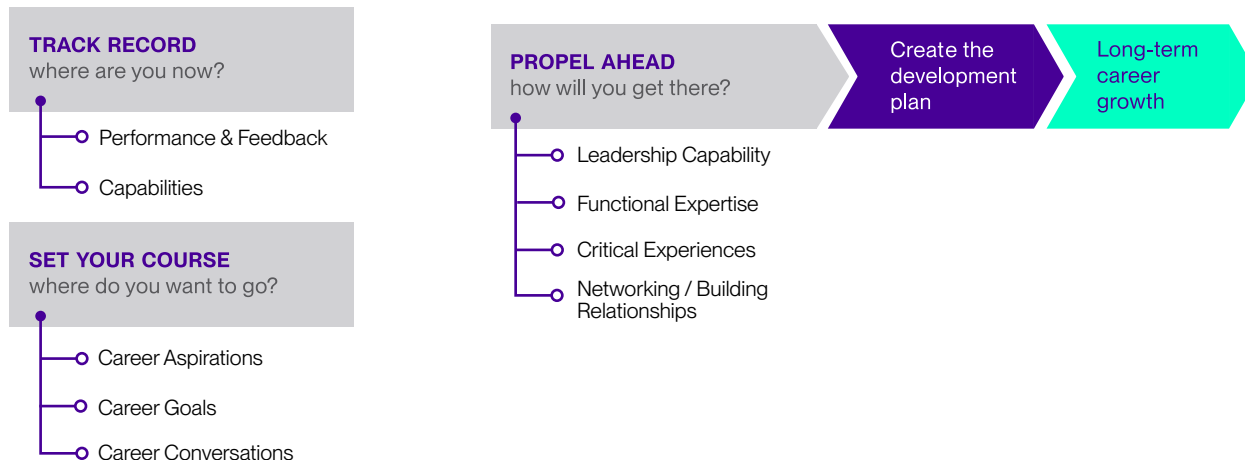 TRACK RECORD
where are you now?
Performance & Feedback
Capabilities
SET YOUR COURSE
where do you want to go?
Career Aspirations
Career Goals
Career Conversations
PROPEL AHEAD
how will you get there?
Leadership Capability
Functional Expertise
Critical Experiences
Networking / Building
Relationships
Create the
development
plan
Long-term
career
growth